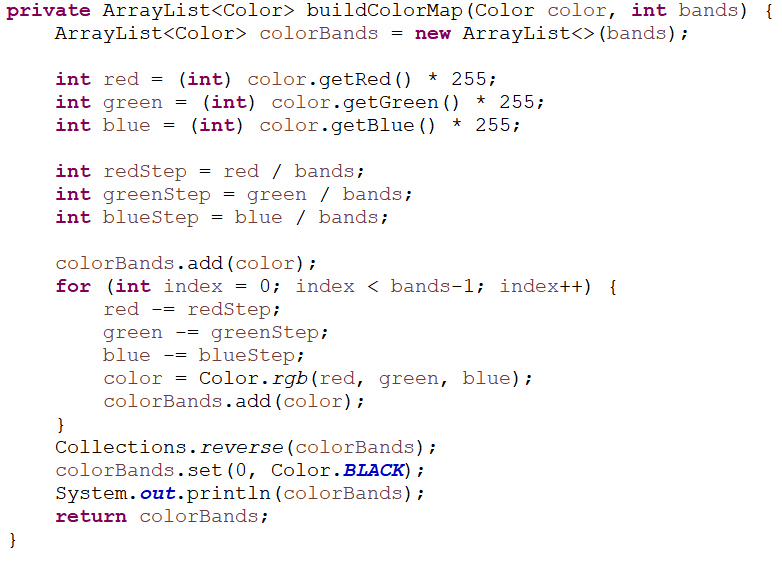 private ArrayList<Color> buildColorMap(Color color, int bands) {
    ArrayList<Color> colorBands = new ArrayList<>(bands);

    int red = (int) color.getRed() * 255;
    int green = (int) color.getGreen() * 255;
    int blue = (int) color.getBlue() * 255;

    int redStep = red / bands;
    int greenStep = green / bands;
    int blueStep = blue / bands;

    colorBands.add(color);
    for (int index = 0; index < bands-1; index++) {
        red -= redStep;
        green -= greenStep;
        blue -= blueStep;
        color = Color.rgb(red, green, blue);
        colorBands.add(color);
    }
    Collections.reverse(colorBands);
    colorBands.set(0, Color.BLACK);
    System.out.println(colorBands);
    return colorBands;
}